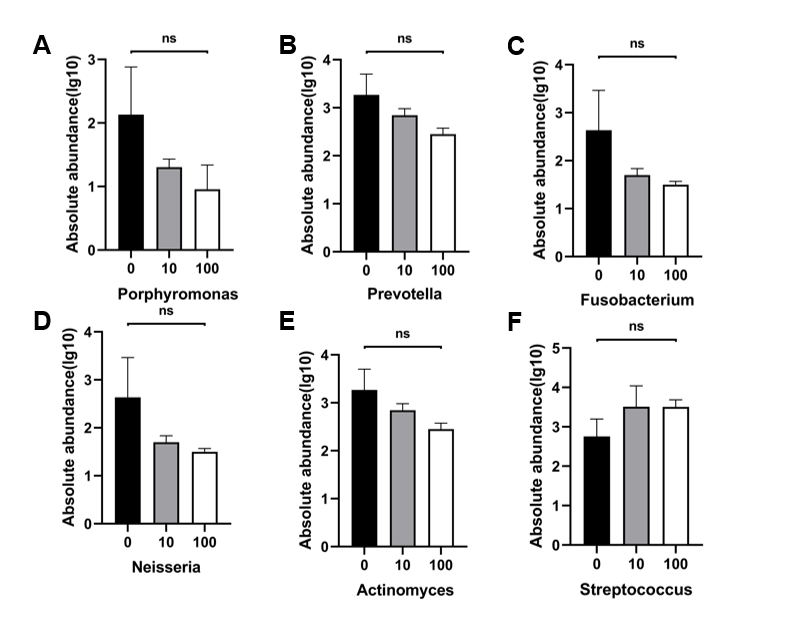 A
ns
Absolute abundance(lg10)
3
2
1
0
0 10 100
Porphyromonas
B
ns
Absolute abundance(lg10)
4
3
2
1
0
0 10 100
Prevotella
C
ns
Absolute abundance(lg10)
4
3
2
1
0
0 10 100
Fusobacterium
D
ns
Absolute abundance(lg10)
4
3
2
1
0
0 10 100
Neisseria
E
ns
Absolute abundance(lg10)
4
3
2
1
0
0 10 100
Actinomyces
F
ns
Absolute abundance(lg10)
5
4
3
2
1
0
0 10 100
Streptococcus